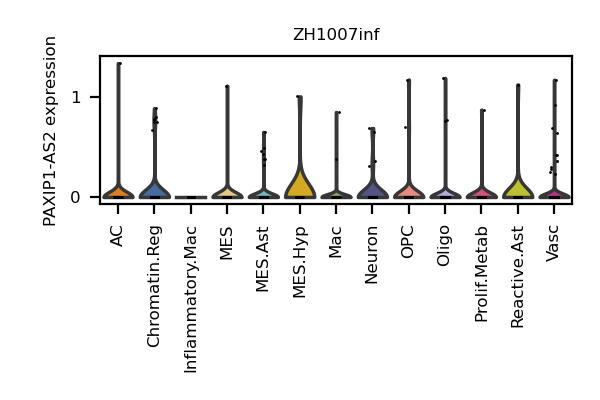 ZH1007inf
PAXIP1-AS2 expression
1
0
AC
Chromatin.Reg
Inflammatory.Mac
MES
MES.Ast
MES.Hyp
Mac
Neuron
OPC
Oligo
Prolif.Metab
Reactive.Ast
Vasc